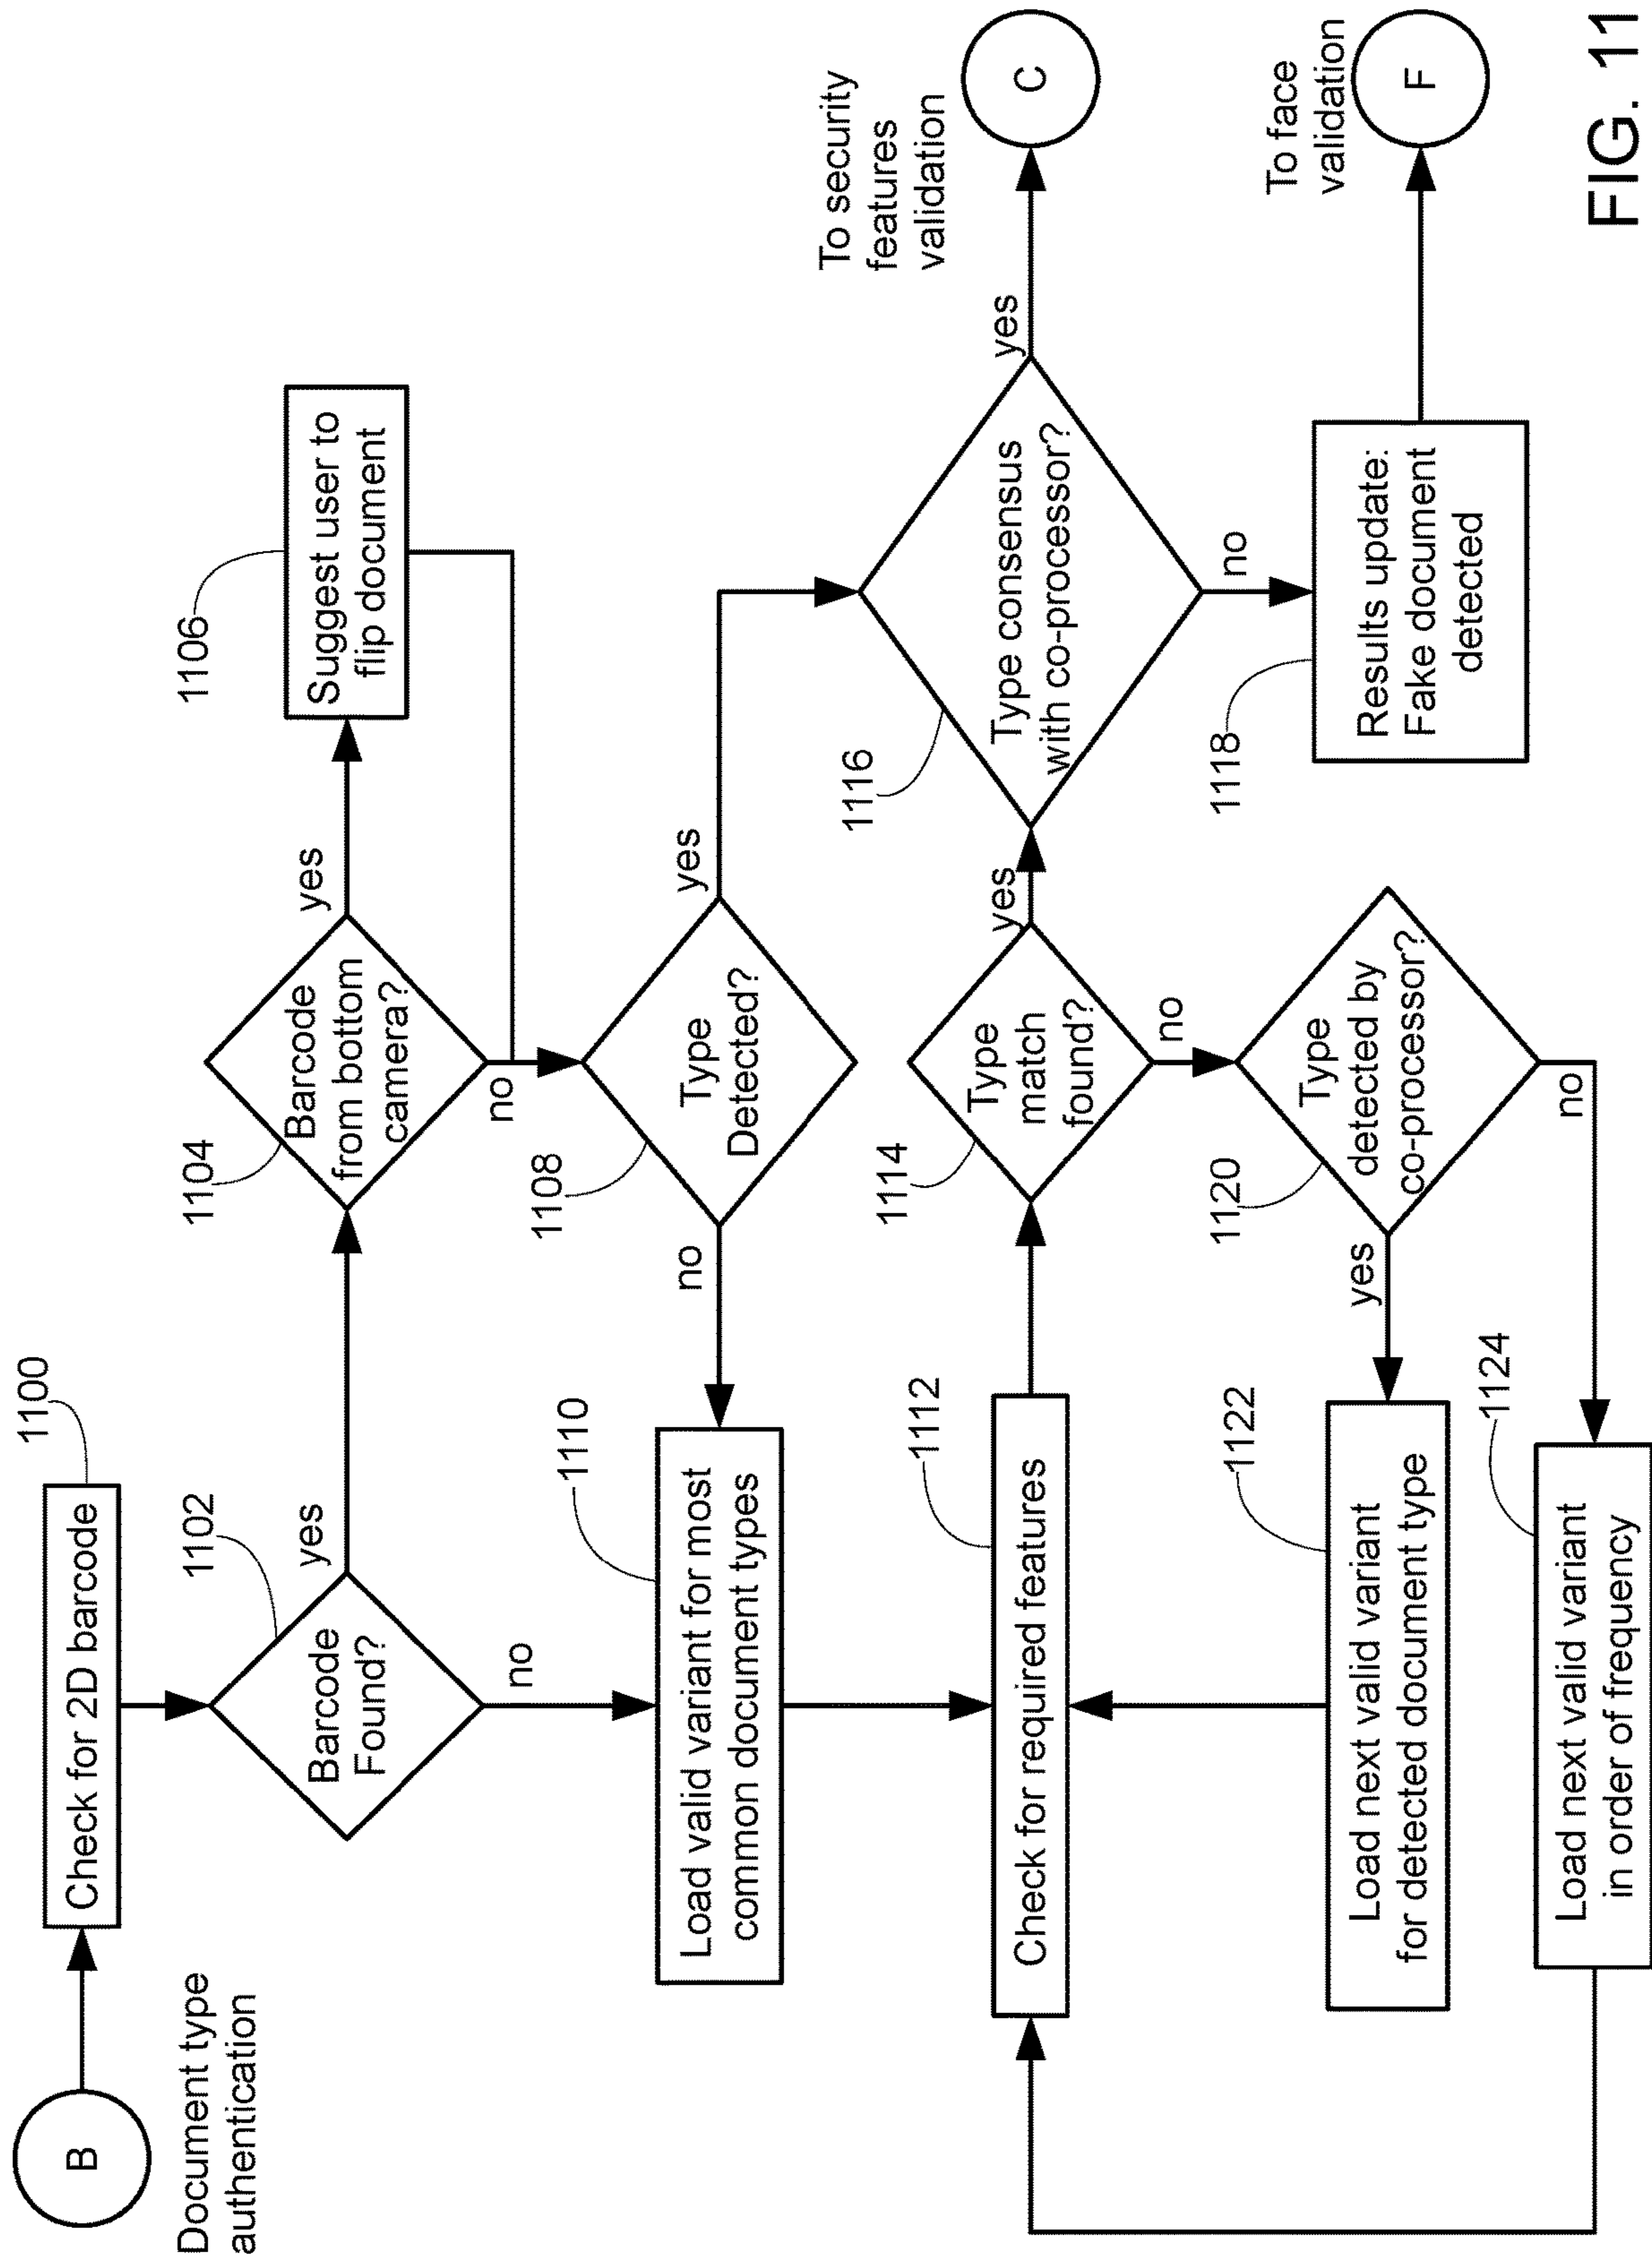 B
Document type
authentication
Check for 2D barcode
1100
Barcode
Found?
1102
yes
no
Barcode
from bottom
camera?
1104
yes
no
Suggest user to
flip document
1106
Type
Detected?
1108
yes
no
Load valid variant for most
common document types
1110
Check for required features
1112
Type
match
found?
1114
yes
no
Type consensus
with co-processor?
1116
yes
no
To security
features
validation
C
Results update:
Fake document
detected
1118
To face
validation
F
Type
detected by
co-processor?
1120
yes
no
Load next valid variant
for detected document type
1122
Load next valid variant
in order of frequency
1124
FIG. 11